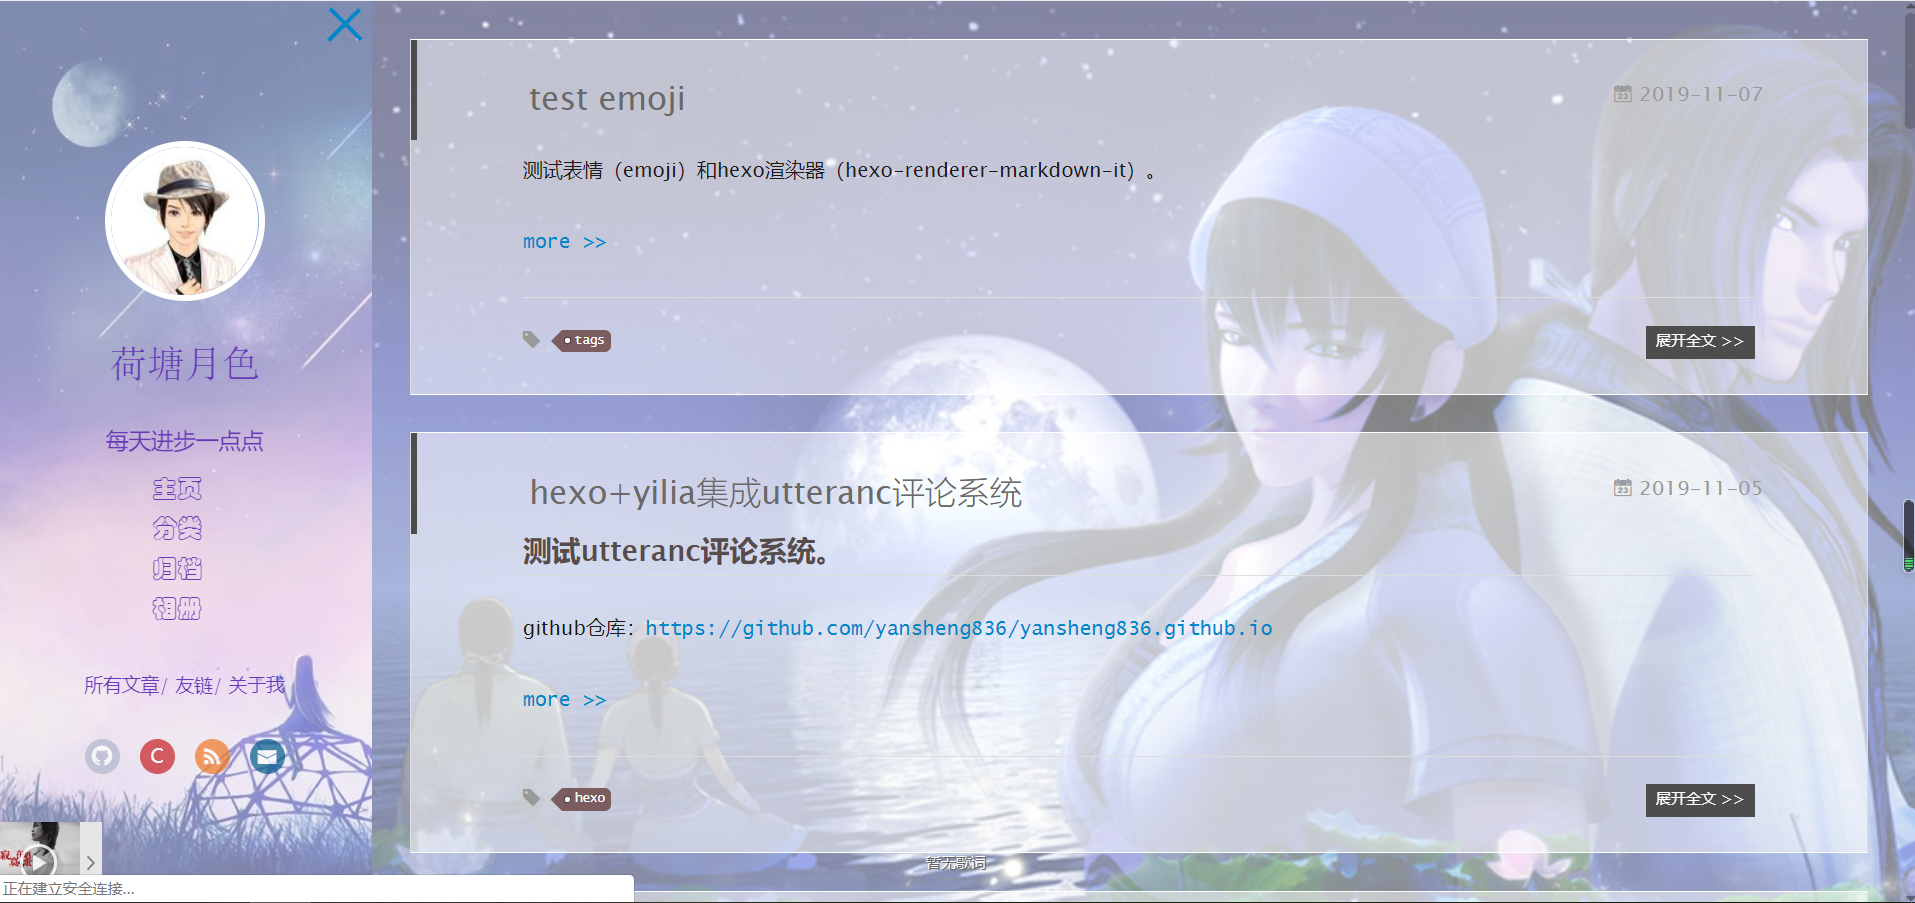 荷塘月色
每天进步一点点
主页
分类
归档
相册
所有文章/ 友链/ 关于我
C
正在建立安全连接...
test emoji
2019-11-07
测试表情（emoji）和hexo渲染器（hexo-renderer-markdown-it）。
more >>
tags
展开全文 >>
hexo+yilia集成utteranc评论系统
2019-11-05
测试utteranc评论系统。
github仓库：https://github.com/yansheng836/yansheng836.github.io
more >>
hexo
展开全文 >>
暂无歌词